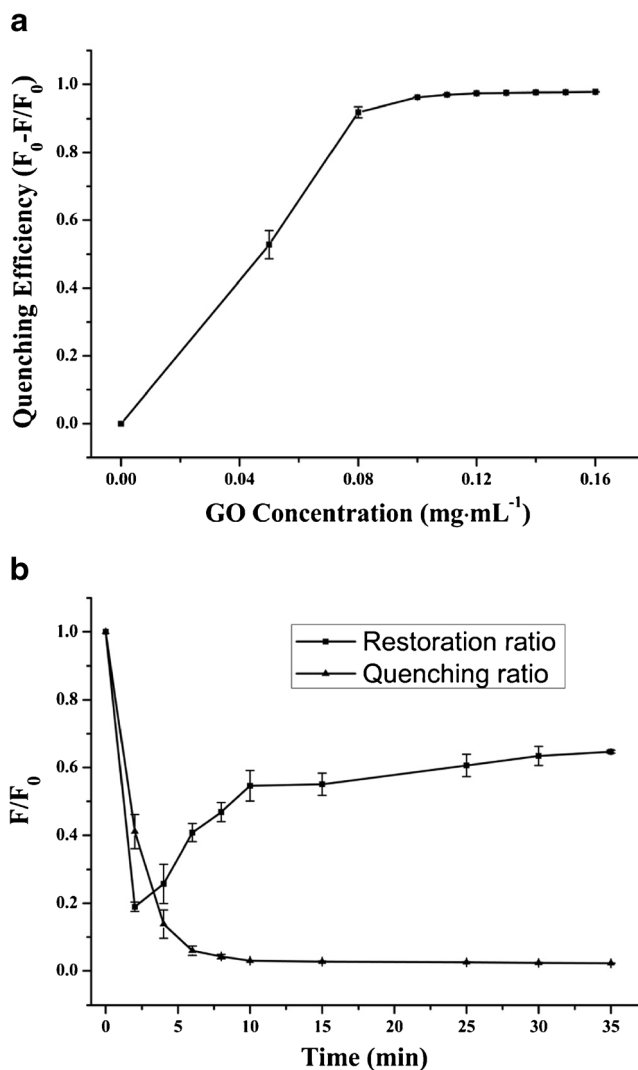 a
Quenching Efficiency (F0-F/F0)
1.0
0.8
0.6
0.4
0.2
0.0
0.00 0.04 0.08 0.12 0.16
GO Concentration (mg·mL-1)
b
Restoration ratio
Quenching ratio
F/F0
1.0
0.8
0.6
0.4
0.2
0.0
0 5 10 15 20 25 30 35
Time (min)